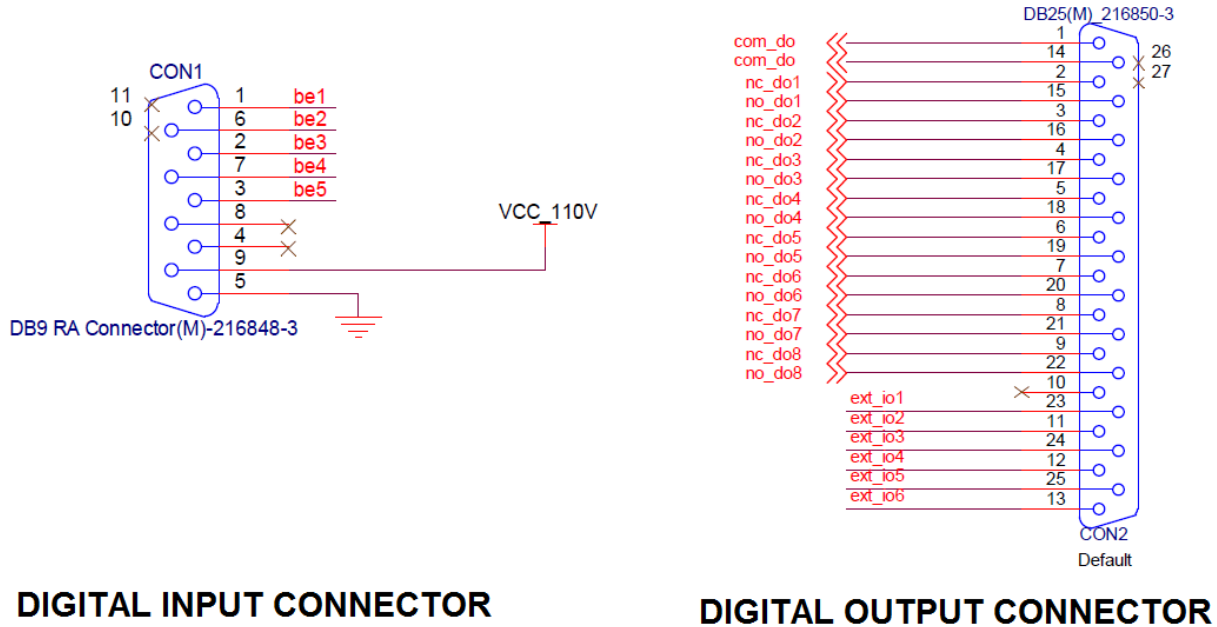 CON1
11
10
1 be1
6 be2
2 be3
7 be4
3 be5
8
4
9
5
VCC_110V
DB9 RA Connector(M)-216848-3
DIGITAL INPUT CONNECTOR
DB25(M)_216850-3
com_do 1
com_do 14
nc_do1 2
no_do1 15
nc_do2 3
no_do2 16
nc_do3 4
no_do3 17
nc_do4 5
no_do4 18
nc_do5 6
no_do5 19
nc_do6 7
no_do6 20
nc_do7 8
no_do7 21
nc_do8 9
no_do8 22
10
ext_io1 23
ext_io2 11
ext_io3 24
ext_io4 12
ext_io5 25
ext_io6 13
26
27
CON2
Default
DIGITAL OUTPUT CONNECTOR